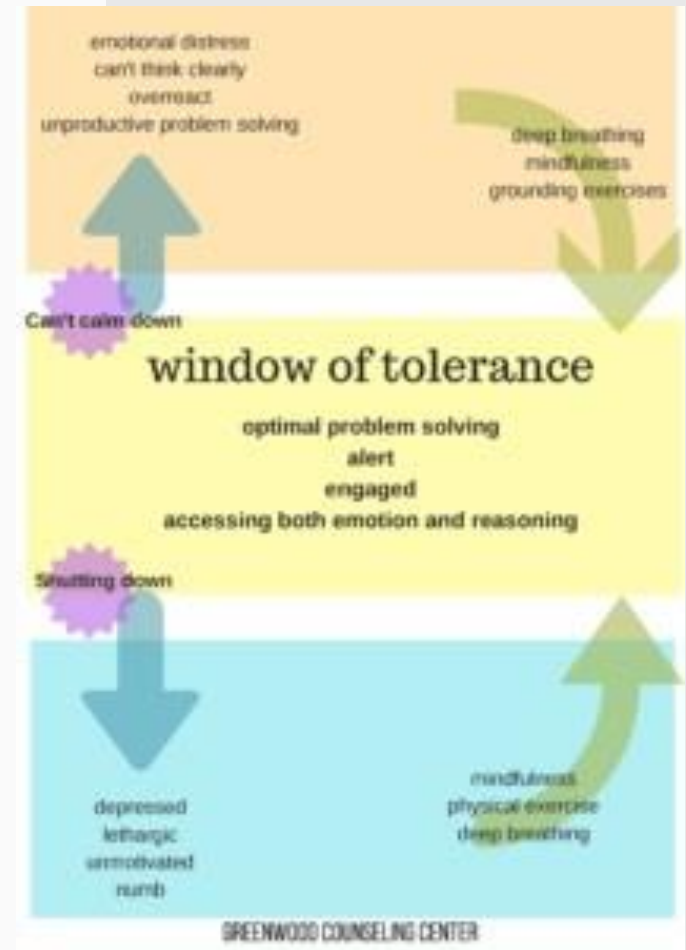 emotional distress
can't think clearly
overreact
unproductive problem solving
deep breathing
mindfulness
grounding exercises
Can't calm down
window of tolerance
optimal problem solving
alert
engaged
accessing both emotion and reasoning
Shutting down
depressed
lethargic
unmotivated
numb
mindfulness
physical exercise
deep breathing
GREENWOOD COUNSELING CENTER